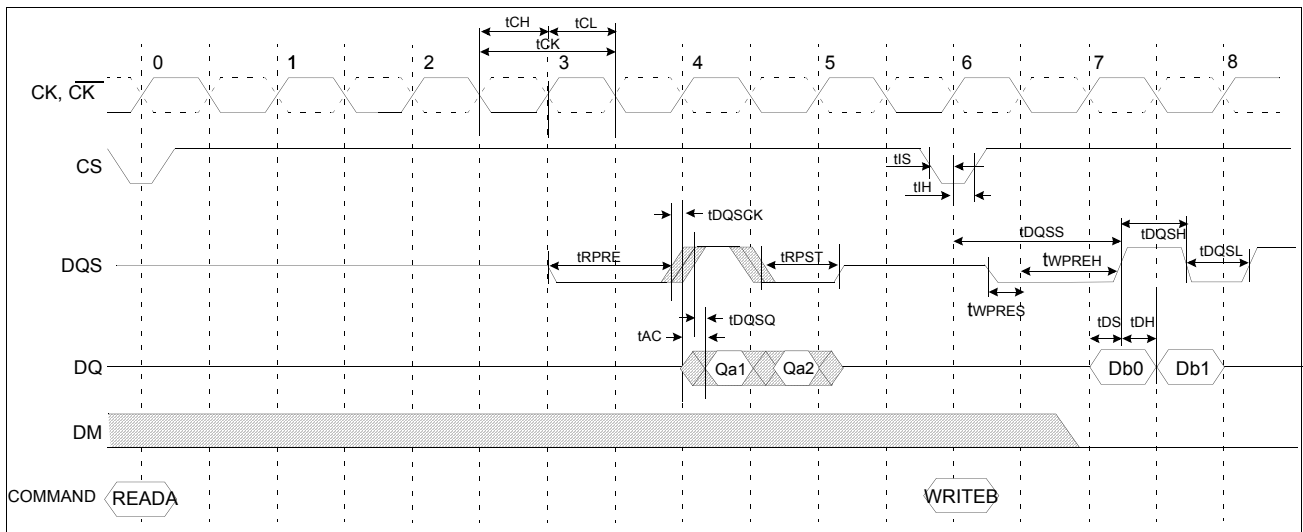 tCH tCL
tCK
0 1 2 3 4 5 6 7 8
CK, CK
CS
tIS
tIH
tDQSCK
tDQSS
tDQSH
DQS
tRPRE
tRPST
tWPREH
tDQSL
tWPRES
tDQSQ
tAC
tDS tDH
DQ
Qa1 Qa2
Db0 Db1
DM
COMMAND
READA
WRITEB